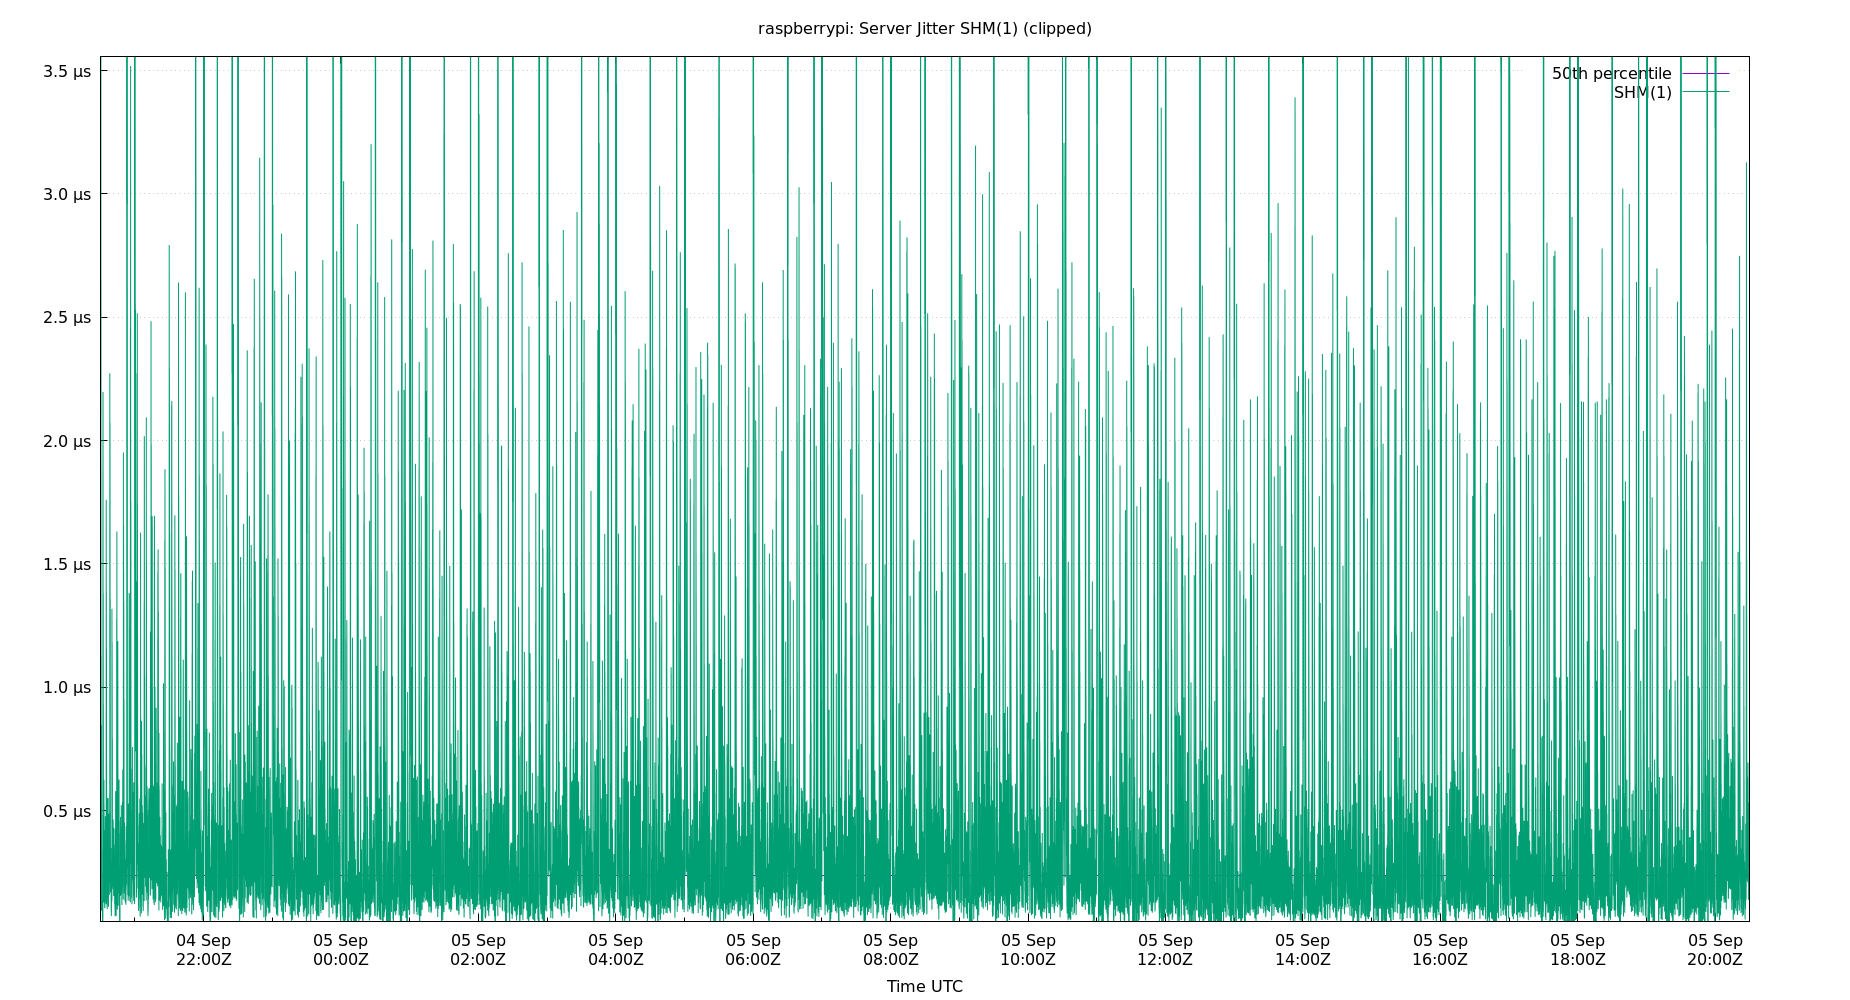 raspberrypi: Server Jitter SHM(1) (clipped)
3.5 µs
3.0 µs
2.5 µs
2.0 µs
1.5 µs
1.0 µs
0.5 µs
50th percentile
SHM(1)
04 Sep 05 Sep 05 Sep 05 Sep 05 Sep 05 Sep 05 Sep 05 Sep 05 Sep 05 Sep 05 Sep 05 Sep
22:00Z 00:00Z 02:00Z 04:00Z 06:00Z 08:00Z 10:00Z 12:00Z 14:00Z 16:00Z 18:00Z 20:00Z
Time UTC